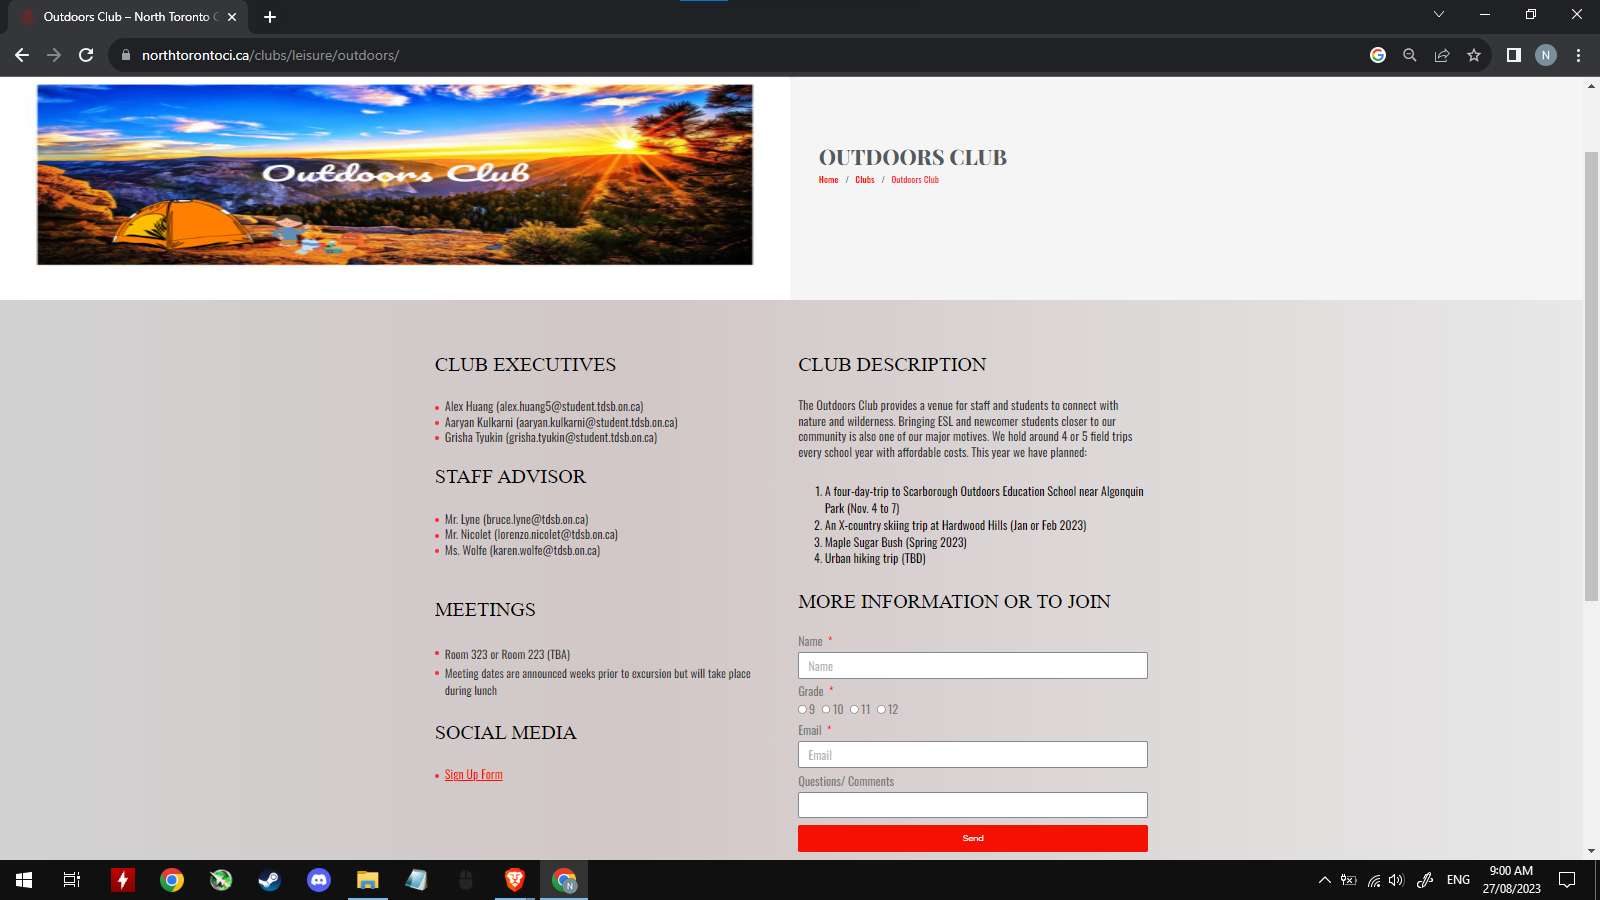 Outdoors Club – North Toronto
northtorontoci.ca/clubs/leisure/outdoors/
N
Outdoors Club
OUTDOORS CLUB
Home / Clubs / Outdoors Club
CLUB EXECUTIVES
Alex Huang (alex.huang5@student.tdsb.on.ca)
Aaryan Kulkarni (aaryan.kulkarni@student.tdsb.on.ca)
Grisha Tyukin (grisha.tyukin@student.tdsb.on.ca)
STAFF ADVISOR
Mr. Lyne (bruce.lyne@tdsb.on.ca)
Mr. Nicolet (lorenzo.nicolet@tdsb.on.ca)
Ms. Wolfe (karen.wolfe@tdsb.on.ca)
MEETINGS
Room 323 or Room 223 (TBA)
Meeting dates are announced weeks prior to excursion but will take place
during lunch
SOCIAL MEDIA
Sign Up Form
CLUB DESCRIPTION
The Outdoors Club provides a venue for staff and students to connect with
nature and wilderness. Bringing ESL and newcomer students closer to our
community is also one of our major motives. We hold around 4 or 5 field trips
every school year with affordable costs. This year we have planned:
1. A four-day-trip to Scarborough Outdoors Education School near Algonquin
Park (Nov. 4 to 7)
2. An X-country skiing trip at Hardwood Hills (Jan or Feb 2023)
3. Maple Sugar Bush (Spring 2023)
4. Urban hiking trip (TBD)
MORE INFORMATION OR TO JOIN
Name *
Name
Grade *
9 10 11 12
Email *
Email
Questions/ Comments
Send
N
ENG
9:00 AM
27/08/2023